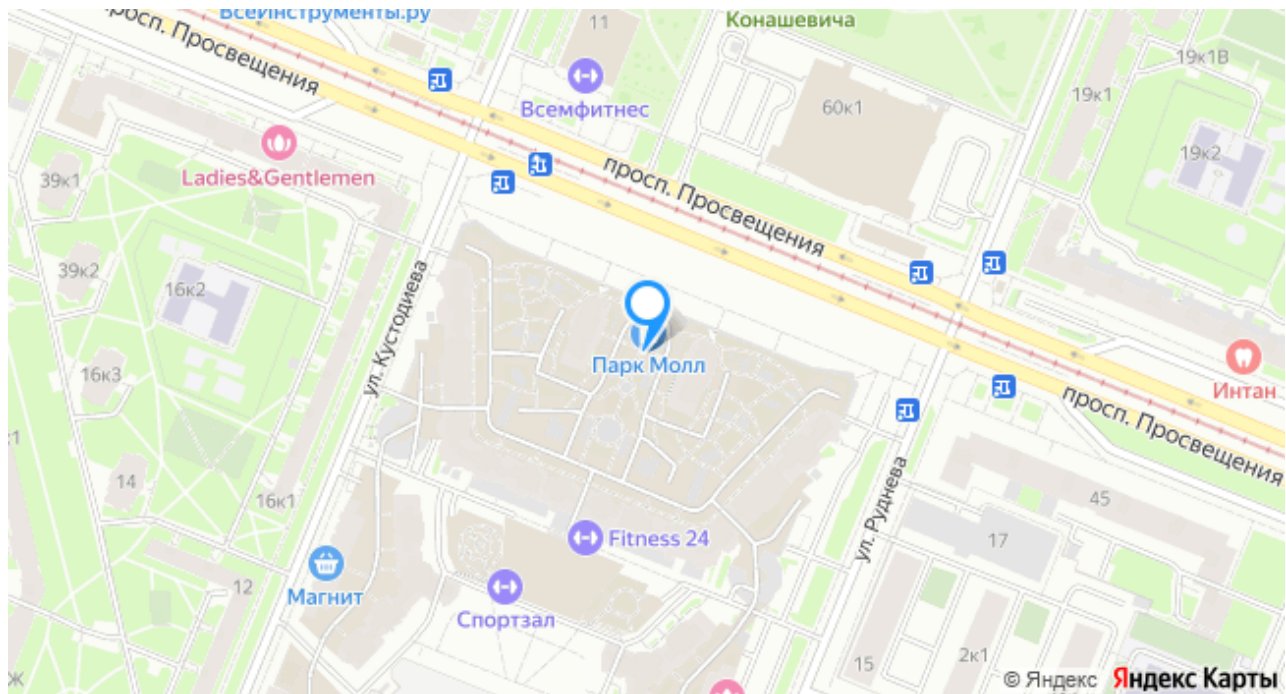 ВсеИнструменты.ру
11
Конашевича
просп. Просвещения
19к1В
19к1
Всемфитнес
60к1
19к2
Ladies&Gentlemen
просп. Просвещения
39к1
39к2
16к2
ул. Кустодиева
Парк Молл
Интан
16к3
просп. Просвещения
14
16к1
ул. Руднева
45
Fitness 24
17
12
Магнит
Спортзал
15
2к1
Ж
© Яндекс Яндекс Карты